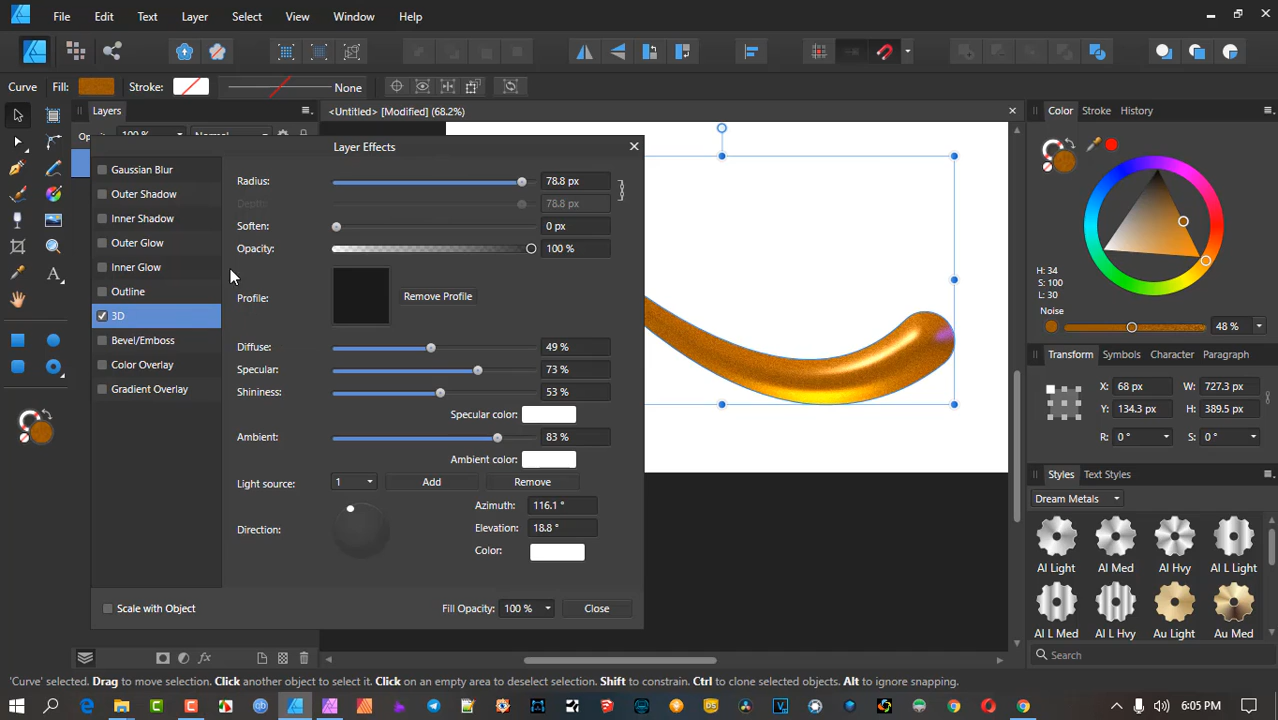 File Edit Text Layer Select View Window Help
Curve Fill: Stroke: None
Layers
<Untitled> [Modified] (68.2%)
Color Stroke History
100 % Normal
Layer Effects
Gaussian Blur
Outer Shadow
Inner Shadow
Outer Glow
Inner Glow
Outline
3D
Bevel/Emboss
Color Overlay
Gradient Overlay
Radius: 78.8 px
Depth: 78.8 px
Soften: 0 px
Opacity: 100 %
Profile: Remove Profile
Diffuse: 49 %
Specular: 73 %
Shininess: 53 %
Specular color:
Ambient: 83 %
Ambient color:
Light source: 1 Add Remove
Azimuth: 116.1 °
Direction: Elevation: 18.8 °
Color:
Scale with Object Fill Opacity: 100 % Close
H: 34
S: 100
L: 30
Noise
48 %
Transform Symbols Character Paragraph
X: 68 px W: 727.3 px
Y: 134.3 px H: 389.5 px
R: 0 ° S: 0 °
Styles Text Styles
Dream Metals
Al Light Al Med Al Hvy Al L Light
Al L Med Al L Hvy Au Light Au Med
Search
'Curve' selected. Drag to move selection. Click another object to select it. Click on an empty area to deselect selection. Shift to constrain. Ctrl to clone selected objects. Alt to ignore snapping.
6:05 PM